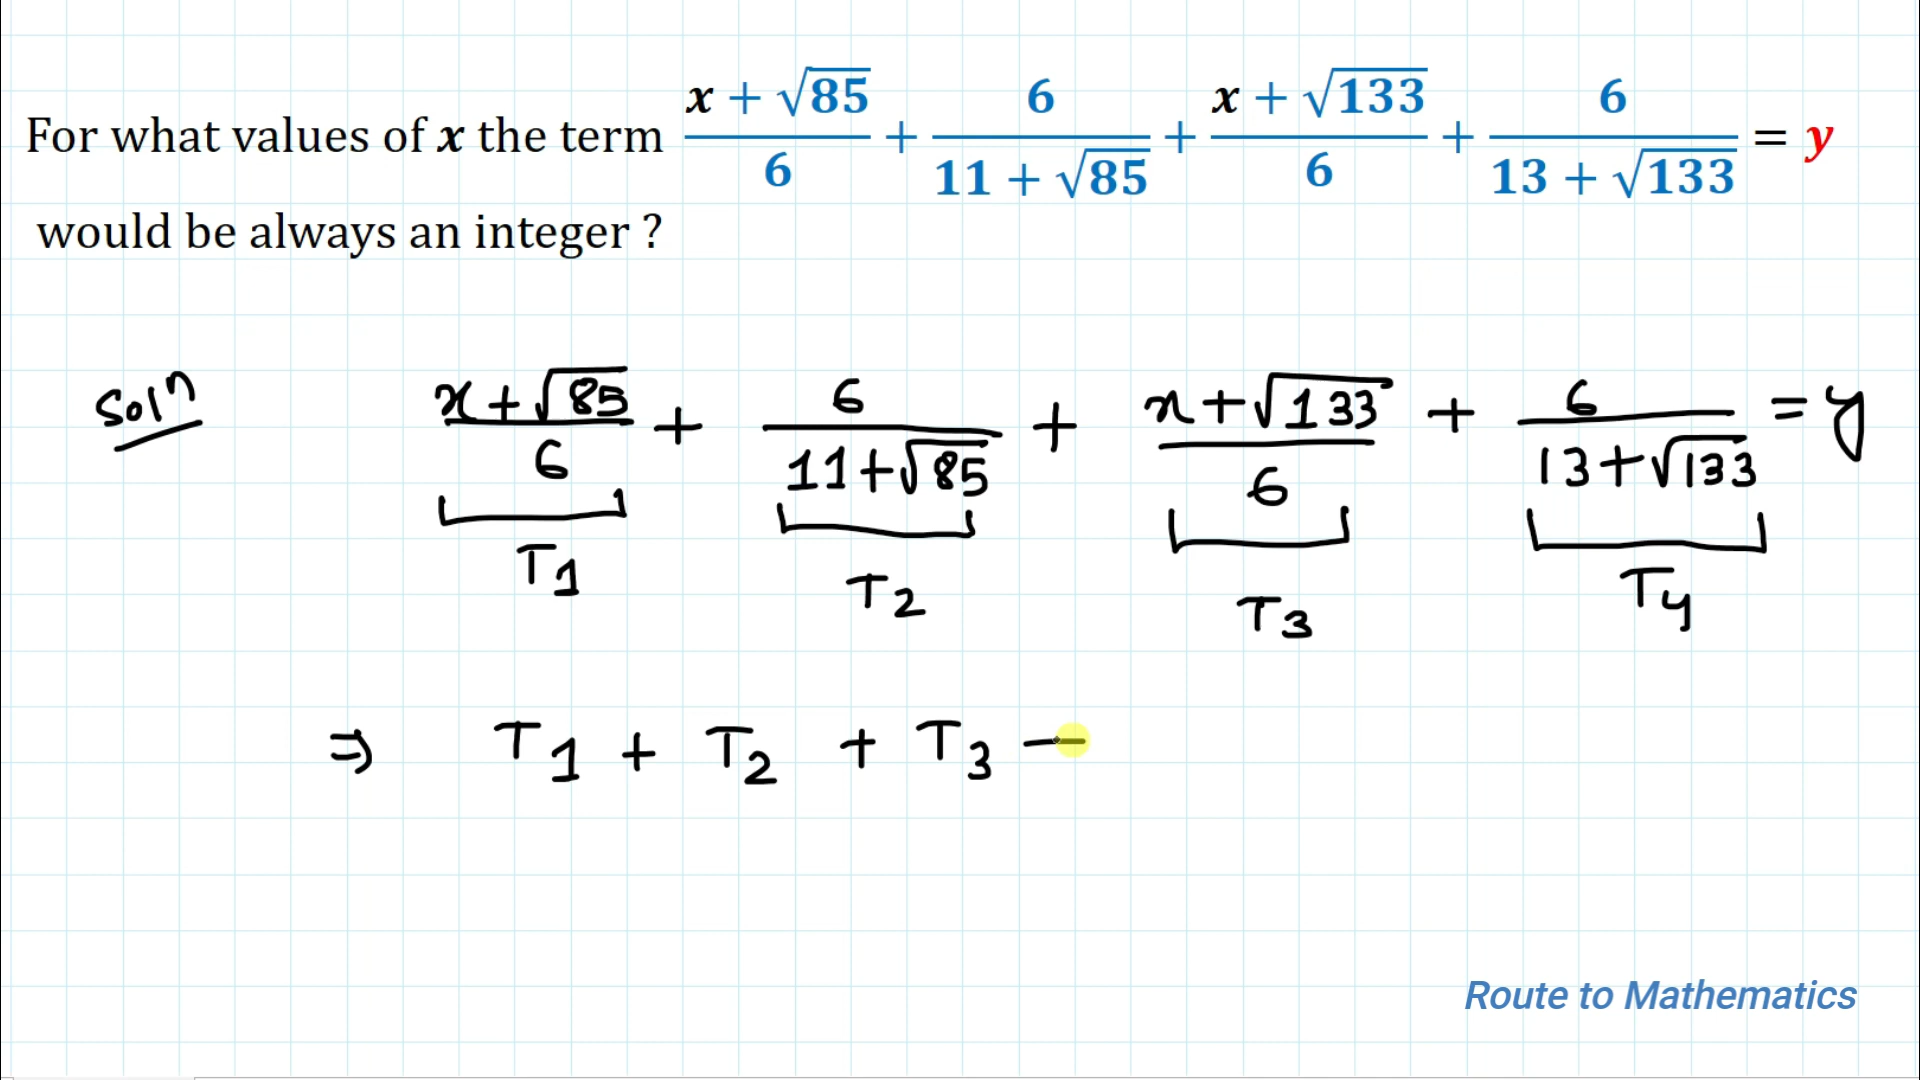 For what values of x the term (x + √85)/6 + 6/(11 + √85) + (x + √133)/6 + 6/(13 + √133) = y
would be always an integer ?
Solⁿ (x + √85)/6 + 6/(11 + √85) + (x + √133)/6 + 6/(13 + √133) = y
T1 T2 T3 T4
⇒ T1 + T2 + T3 –
Route to Mathematics